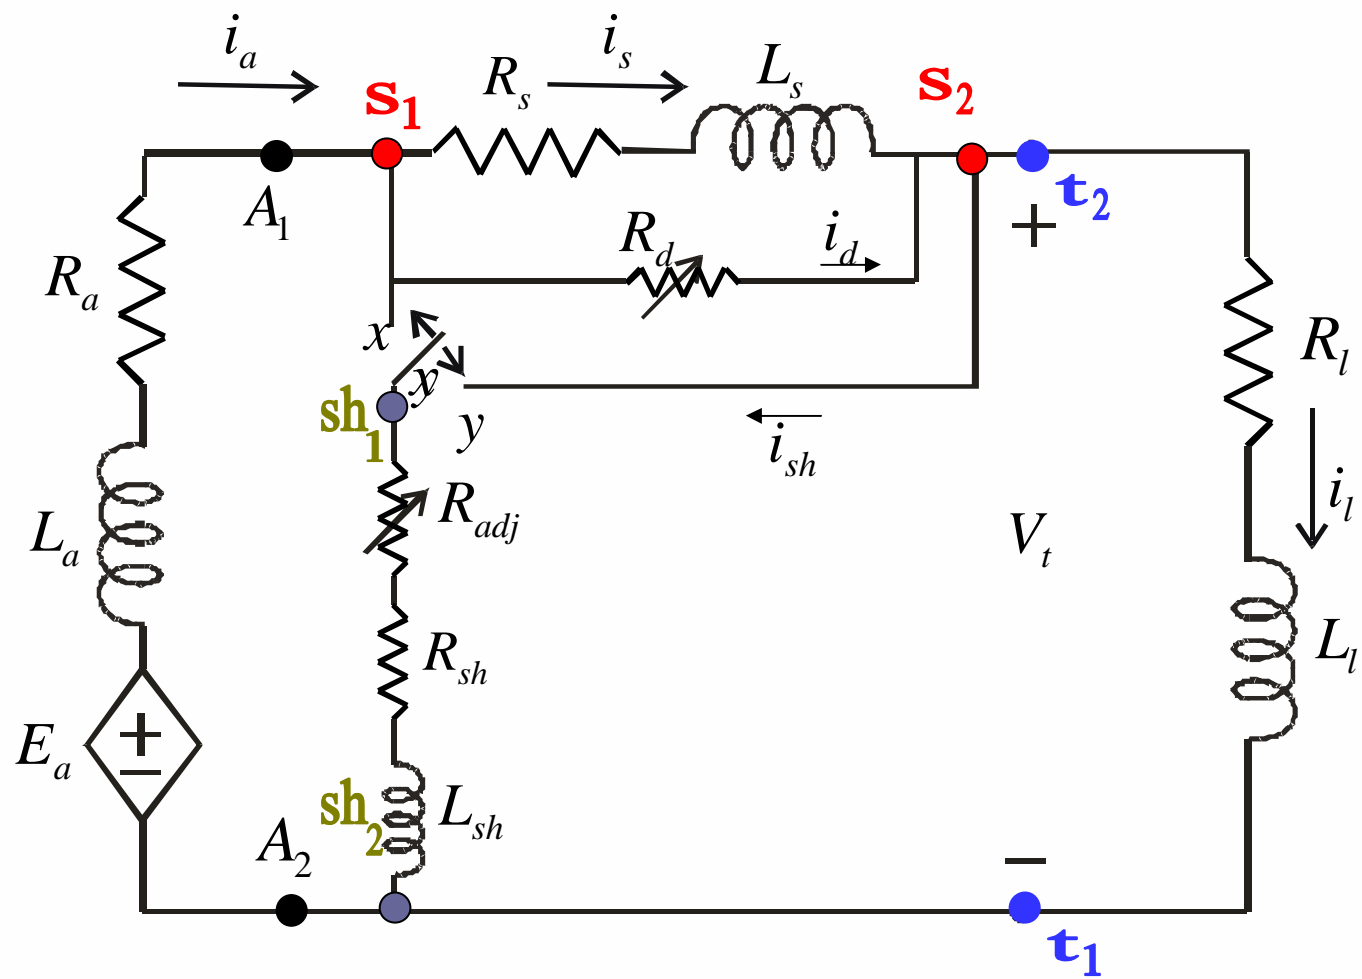 i_a
i_s
R_s
L_s
s_1
s_2
A_1
t_2
+
R_d
i_d
R_a
x
R_l
y
sh_1
y
i_sh
i_l
R_adj
V_t
L_a
R_sh
L_l
E_a
+
−
sh_2
L_sh
A_2
−
t_1